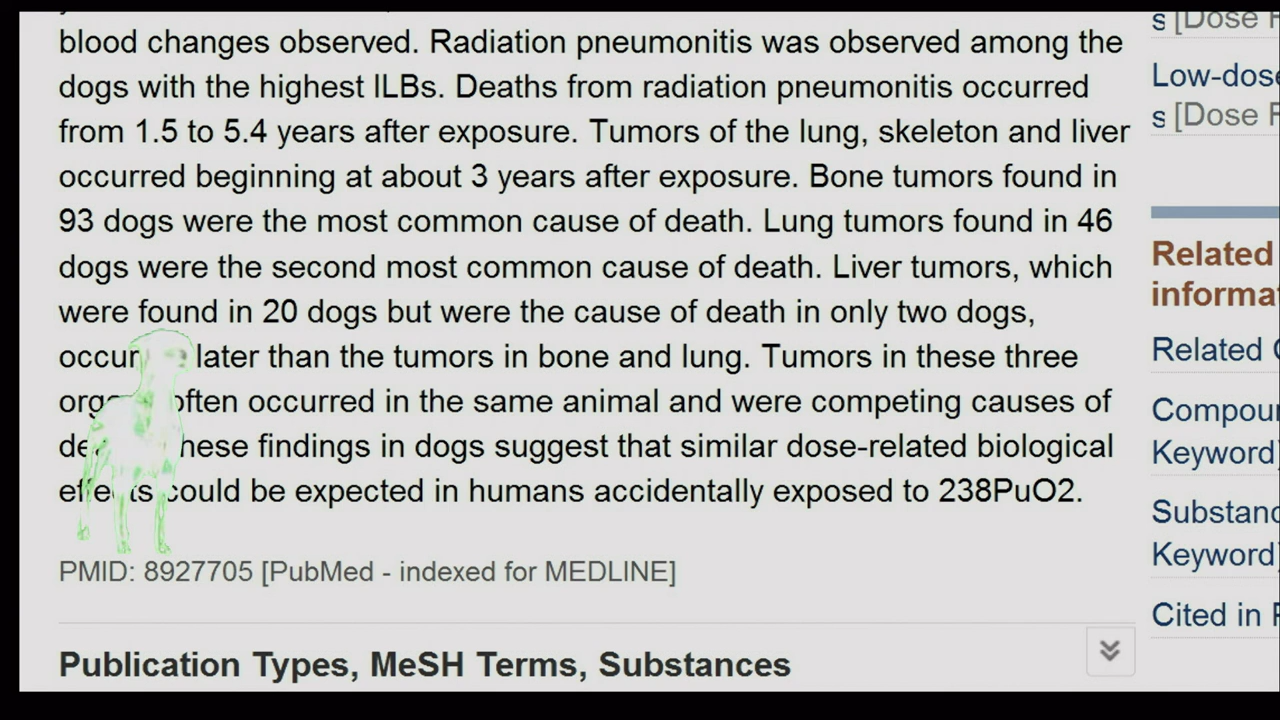 blood changes observed. Radiation pneumonitis was observed among the
dogs with the highest ILBs. Deaths from radiation pneumonitis occurred
from 1.5 to 5.4 years after exposure. Tumors of the lung, skeleton and liver
occurred beginning at about 3 years after exposure. Bone tumors found in
93 dogs were the most common cause of death. Lung tumors found in 46
dogs were the second most common cause of death. Liver tumors, which
were found in 20 dogs but were the cause of death in only two dogs,
later than the tumors in bone and lung. Tumors in these three
often occurred in the same animal and were competing causes of
these findings in dogs suggest that similar dose-related biological
effects could be expected in humans accidentally exposed to 238PuO2.
PMID: 8927705 [PubMed - indexed for MEDLINE]
Publication Types, MeSH Terms, Substances
s [Dose
Low-dose
s [Dose
Related
Related
Keyword
Keyword]
Cited in